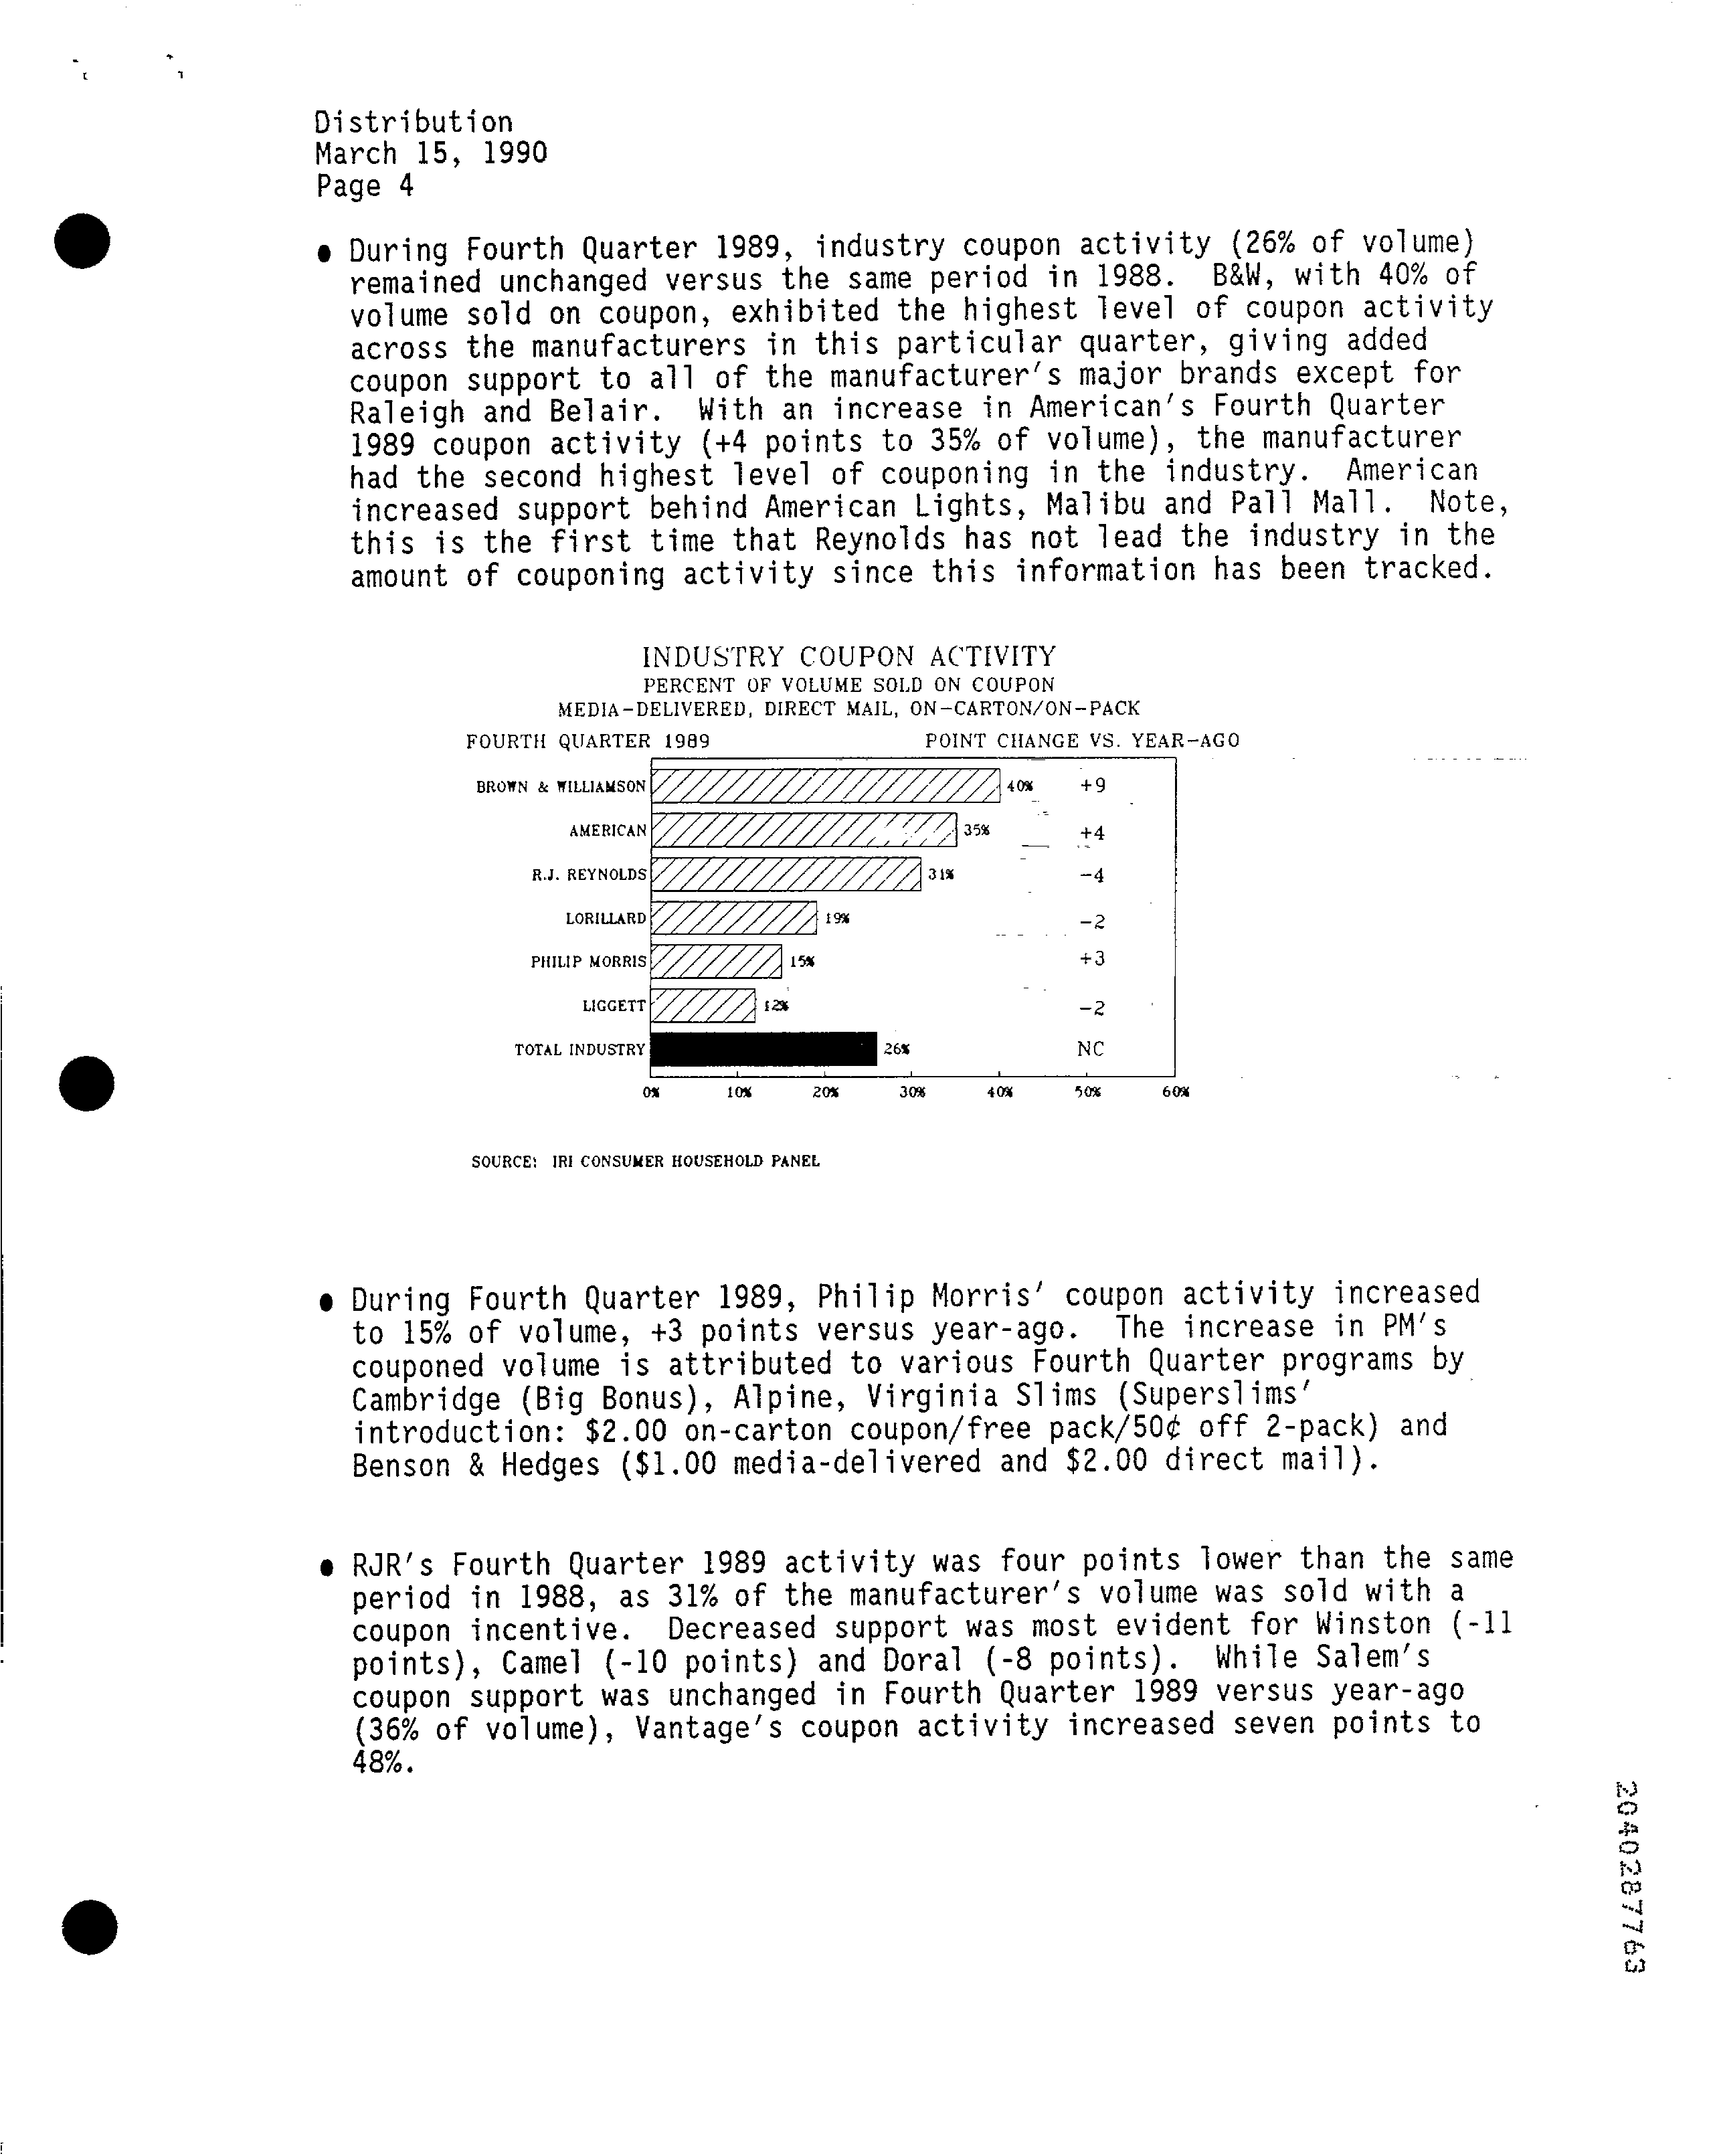 Distribution
March 15, 1990
Page 4
● During Fourth Quarter 1989, industry coupon activity (26% of volume)
remained unchanged versus the same period in 1988.  B&W, with 40% of
volume sold on coupon, exhibited the highest level of coupon activity
across the manufacturers in this particular quarter, giving added
coupon support to all of the manufacturer's major brands except for
Raleigh and Belair.  With an increase in American's Fourth Quarter
1989 coupon activity (+4 points to 35% of volume), the manufacturer
had the second highest level of couponing in the industry.  American
increased support behind American Lights, Malibu and Pall Mall.  Note,
this is the first time that Reynolds has not lead the industry in the
amount of couponing activity since this information has been tracked.
INDUSTRY COUPON ACTIVITY
PERCENT OF VOLUME SOLD ON COUPON
MEDIA-DELIVERED, DIRECT MAIL, ON-CARTON/ON-PACK
FOURTH QUARTER 1989 POINT CHANGE VS. YEAR-AGO
BROWN & WILLIAMSON 40% +9
AMERICAN 35% +4
R.J. REYNOLDS 31% -4
LORILLARD 19% -2
PHILIP MORRIS 15% +3
LIGGETT 12% -2
TOTAL INDUSTRY 26% NC
0% 10% 20% 30% 40% 50% 60%
SOURCE: IRI CONSUMER HOUSEHOLD PANEL
● During Fourth Quarter 1989, Philip Morris' coupon activity increased
to 15% of volume, +3 points versus year-ago.  The increase in PM's
couponed volume is attributed to various Fourth Quarter programs by
Cambridge (Big Bonus), Alpine, Virginia Slims (Superslims'
introduction: $2.00 on-carton coupon/free pack/50¢ off 2-pack) and
Benson & Hedges ($1.00 media-delivered and $2.00 direct mail).
● RJR's Fourth Quarter 1989 activity was four points lower than the same
period in 1988, as 31% of the manufacturer's volume was sold with a
coupon incentive.  Decreased support was most evident for Winston (-11
points), Camel (-10 points) and Doral (-8 points).  While Salem's
coupon support was unchanged in Fourth Quarter 1989 versus year-ago
(36% of volume), Vantage's coupon activity increased seven points to
48%.
2040287763